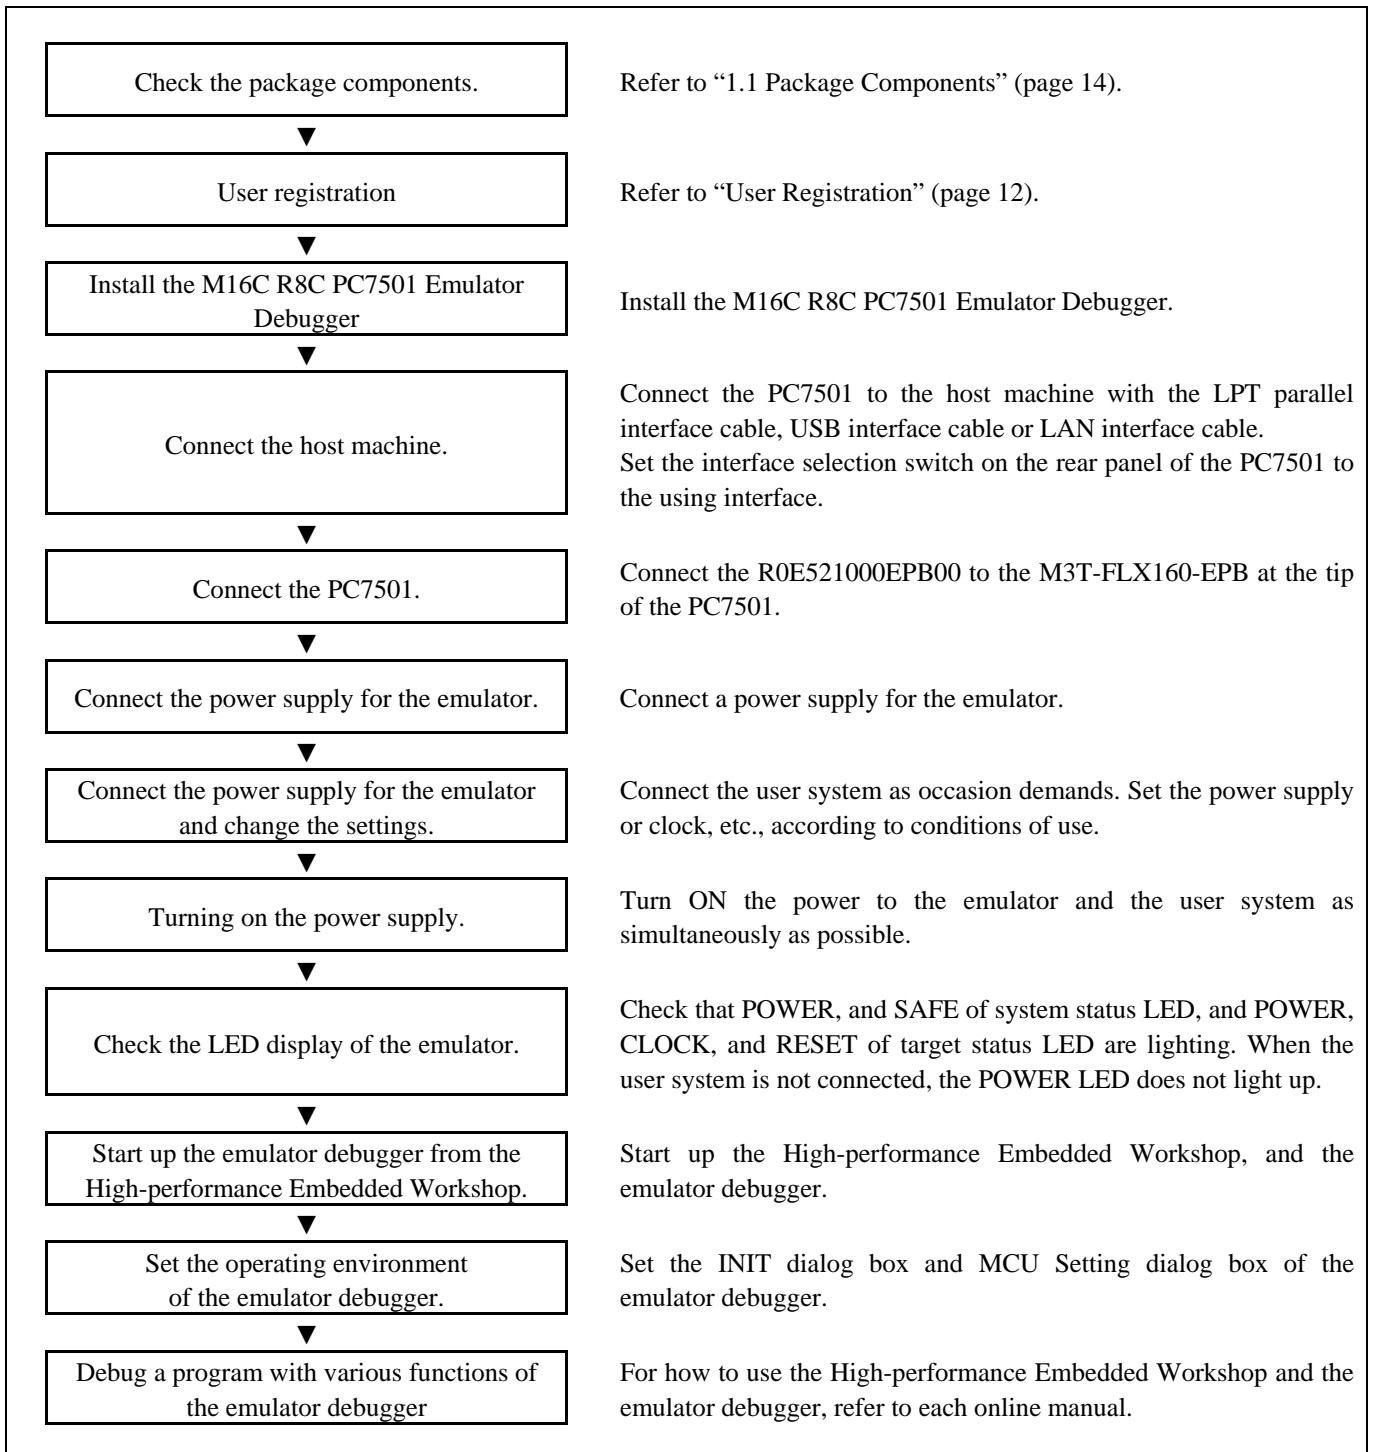 Check the package components.
Refer to “1.1 Package Components” (page 14).
▼
User registration
Refer to “User Registration” (page 12).
▼
Install the M16C R8C PC7501 Emulator
Debugger
Install the M16C R8C PC7501 Emulator Debugger.
▼
Connect the host machine.
Connect the PC7501 to the host machine with the LPT parallel
interface cable, USB interface cable or LAN interface cable.
Set the interface selection switch on the rear panel of the PC7501 to
the using interface.
▼
Connect the PC7501.
Connect the R0E521000EPB00 to the M3T-FLX160-EPB at the tip
of the PC7501.
▼
Connect the power supply for the emulator.
Connect a power supply for the emulator.
▼
Connect the power supply for the emulator
and change the settings.
Connect the user system as occasion demands. Set the power supply
or clock, etc., according to conditions of use.
▼
Turning on the power supply.
Turn ON the power to the emulator and the user system as
simultaneously as possible.
▼
Check the LED display of the emulator.
Check that POWER, and SAFE of system status LED, and POWER,
CLOCK, and RESET of target status LED are lighting. When the
user system is not connected, the POWER LED does not light up.
▼
Start up the emulator debugger from the
High-performance Embedded Workshop.
Start up the High-performance Embedded Workshop, and the
emulator debugger.
▼
Set the operating environment
of the emulator debugger.
Set the INIT dialog box and MCU Setting dialog box of the
emulator debugger.
▼
Debug a program with various functions of
the emulator debugger
For how to use the High-performance Embedded Workshop and the
emulator debugger, refer to each online manual.